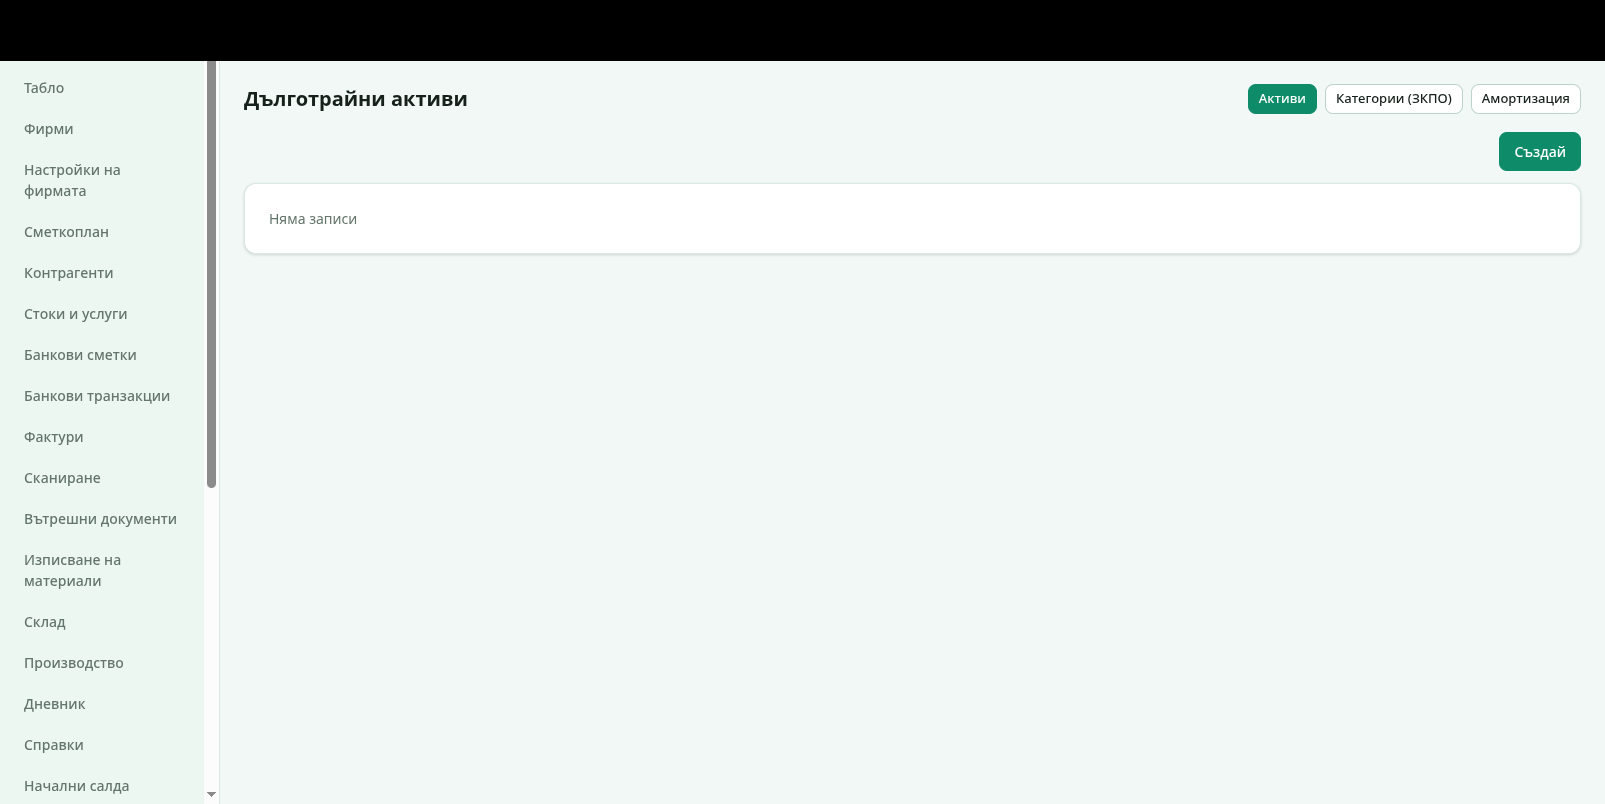 Табло
Фирми
Настройки на
фирмата
Сметкоплан
Контрагенти
Стоки и услуги
Банкови сметки
Банкови транзакции
Фактури
Сканиране
Вътрешни документи
Изписване на
материали
Склад
Производство
Дневник
Справки
Начални салда
Дълготрайни активи
Активи
Категории (ЗКПО)
Амортизация
Създай
Няма записи